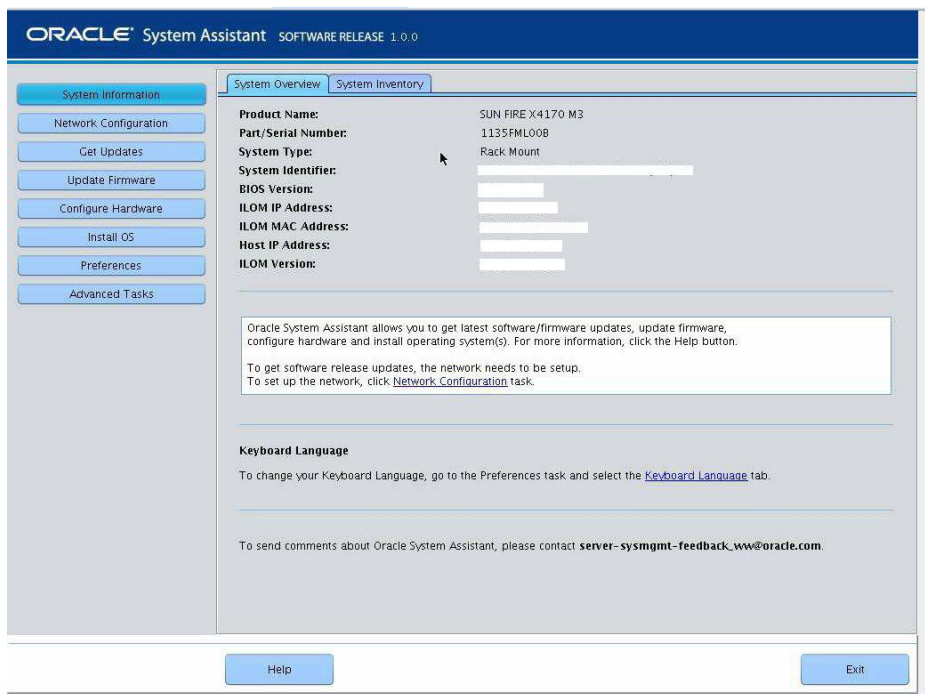 ORACLE® System Assistant SOFTWARE RELEASE 1.0.0
System Information
Network Configuration
Get Updates
Update Firmware
Configure Hardware
Install OS
Preferences
Advanced Tasks
System Overview System Inventory
Product Name: SUN FIRE X4170 M3
Part/Serial Number: 1135FML00B
System Type: Rack Mount
System Identifier:
BIOS Version:
ILOM IP Address:
ILOM MAC Address:
Host IP Address:
ILOM Version:
Oracle System Assistant allows you to get latest software/firmware updates, update firmware,
configure hardware and install operating system(s). For more information, click the Help button.
To get software release updates, the network needs to be setup.
To set up the network, click Network Configuration task.
Keyboard Language
To change your Keyboard Language, go to the Preferences task and select the Keyboard Language tab.
To send comments about Oracle System Assistant, please contact server-sysmgmt-feedback_ww@oracle.com.
Help Exit